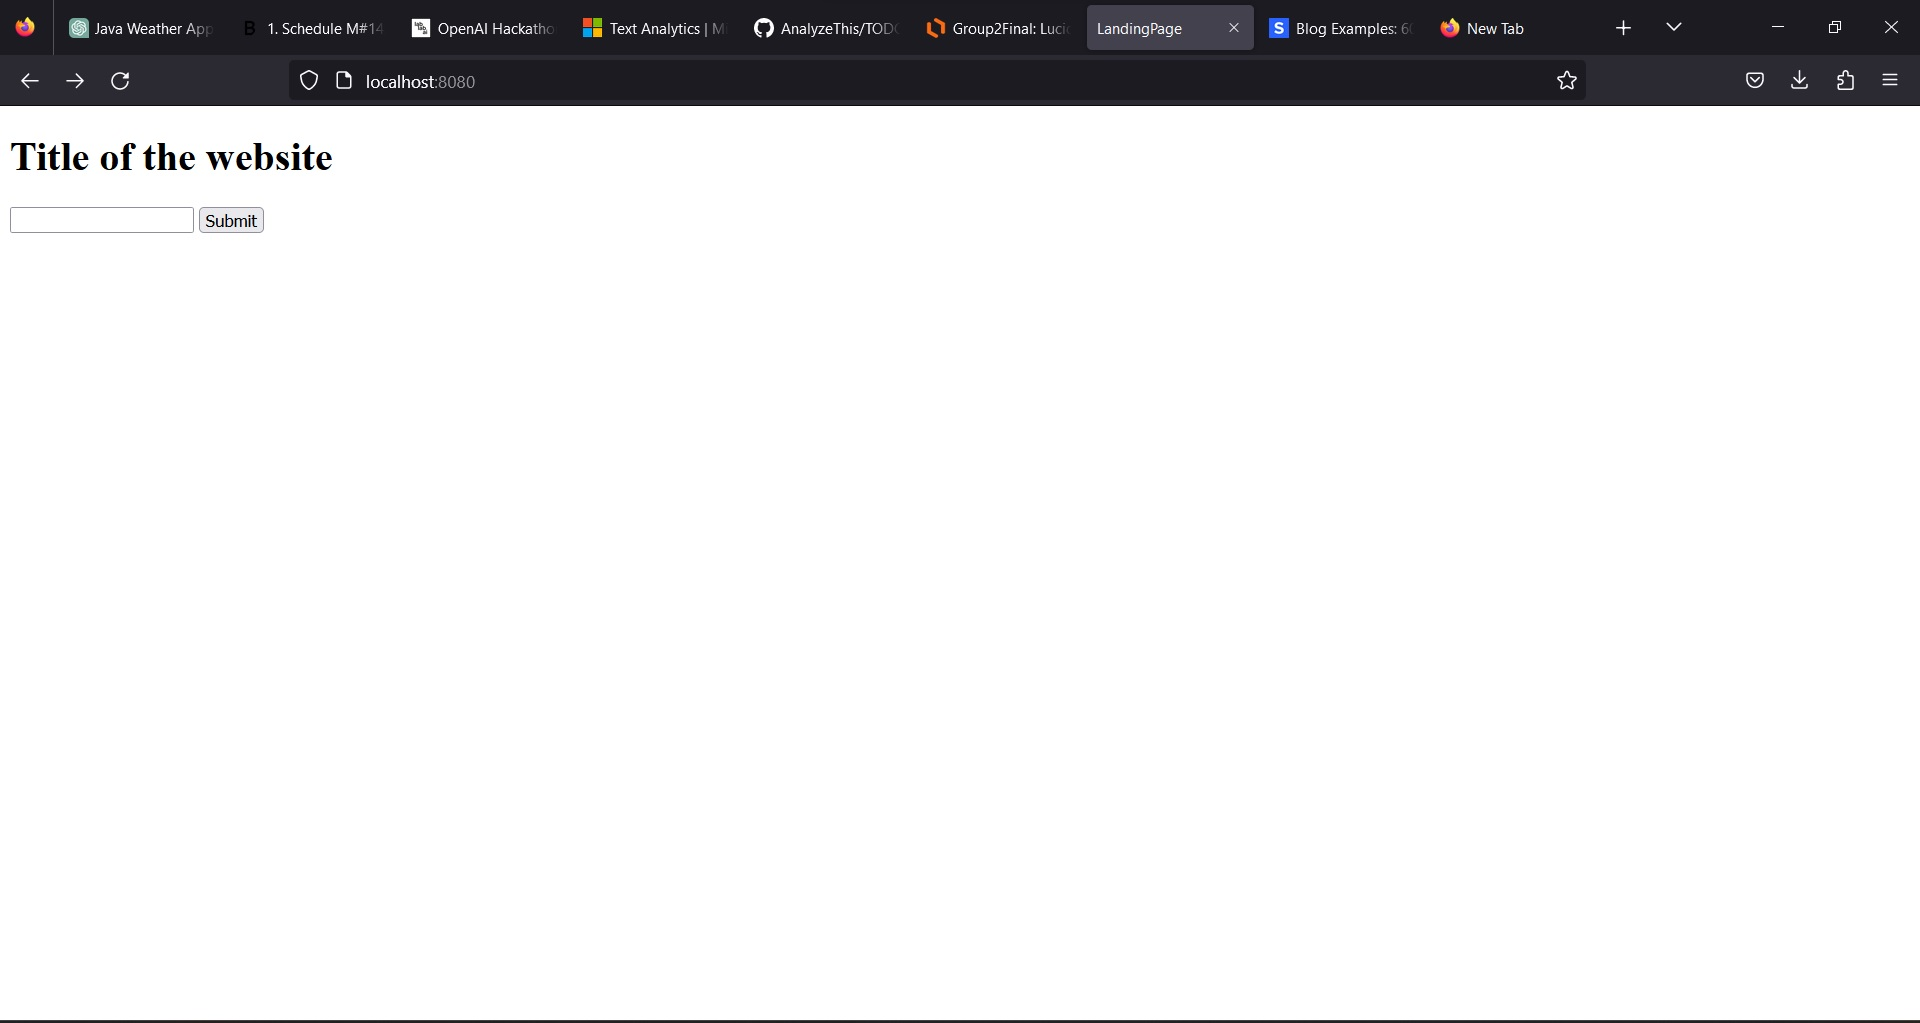 Java Weather App
B 1. Schedule M#14
OpenAI Hackatho
Text Analytics | M
AnalyzeThis/TOD
Group2Final: Luci
LandingPage
S Blog Examples: 6
New Tab
localhost:8080
Title of the website
Submit